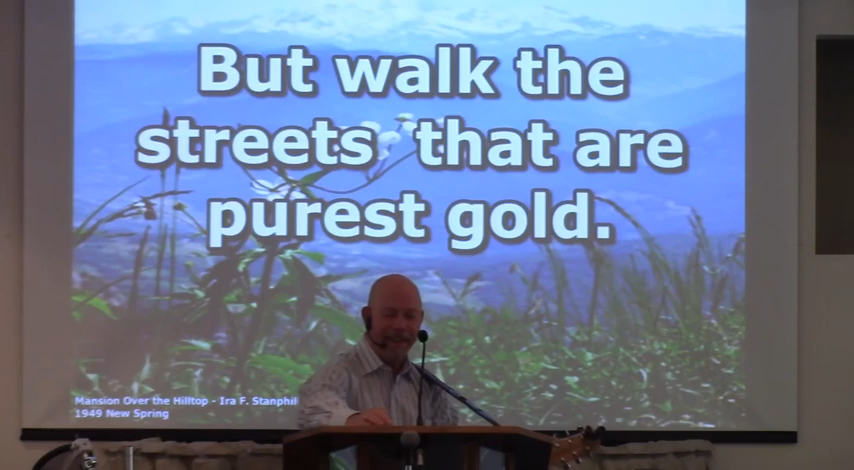 But walk the
streets that are
purest gold.
Mansion Over the Hilltop - Ira F. Stanphil
1949 New Spring